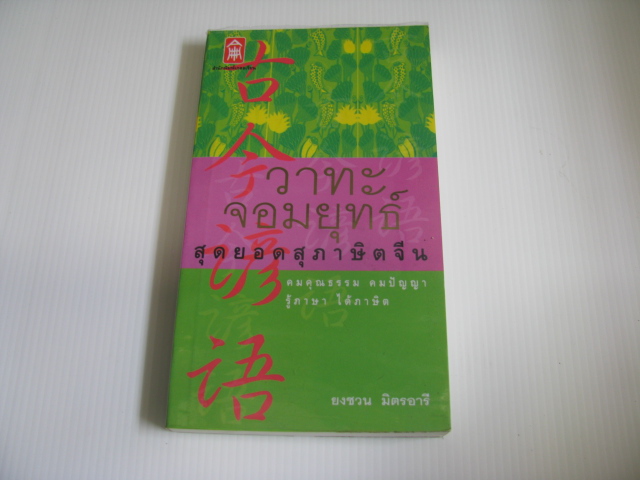 古今谚语
วาทะ
จอมยุทธ์
สุดยอดสุภาษิตจีน
คมคุณธรรม คมปัญญา
รู้ภาษา ได้ภาษิต
ยงชวน มิตรอารี